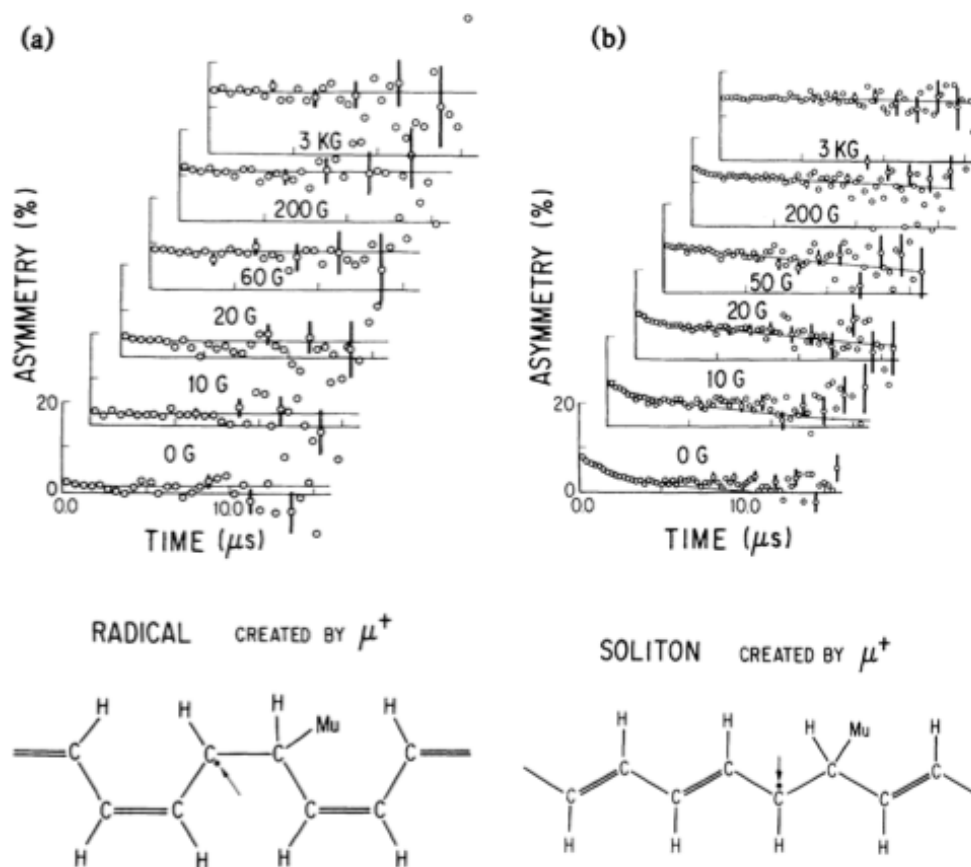 (a)
ASYMMETRY (%)
3 KG
200 G
60 G
20 G
10 G
20
0 G
0
0.0
10.0
TIME (μs)
(b)
ASYMMETRY (%)
3 KG
200 G
50 G
20 G
10 G
20
0 G
0
0.0
10.0
TIME (μs)
RADICAL CREATED BY μ+
H H H Mu H
C C C C
C C C C
H H H H
SOLITON CREATED BY μ+
H H H Mu H
C C C C
C C C C
H H H H